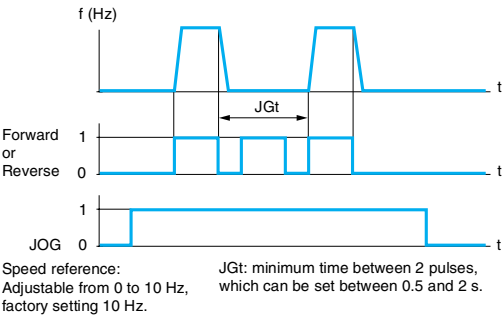 f (Hz)
t
JGt
Forward
or
Reverse
1
0
t
1
JOG 0
t
Speed reference:
Adjustable from 0 to 10 Hz,
factory setting 10 Hz.
JGt: minimum time between 2 pulses,
which can be set between 0.5 and 2 s.